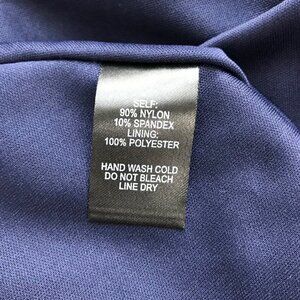 SELF:
90% NYLON
10% SPANDEX
LINING:
100% POLYESTER
HAND WASH COLD
DO NOT BLEACH
LINE DRY